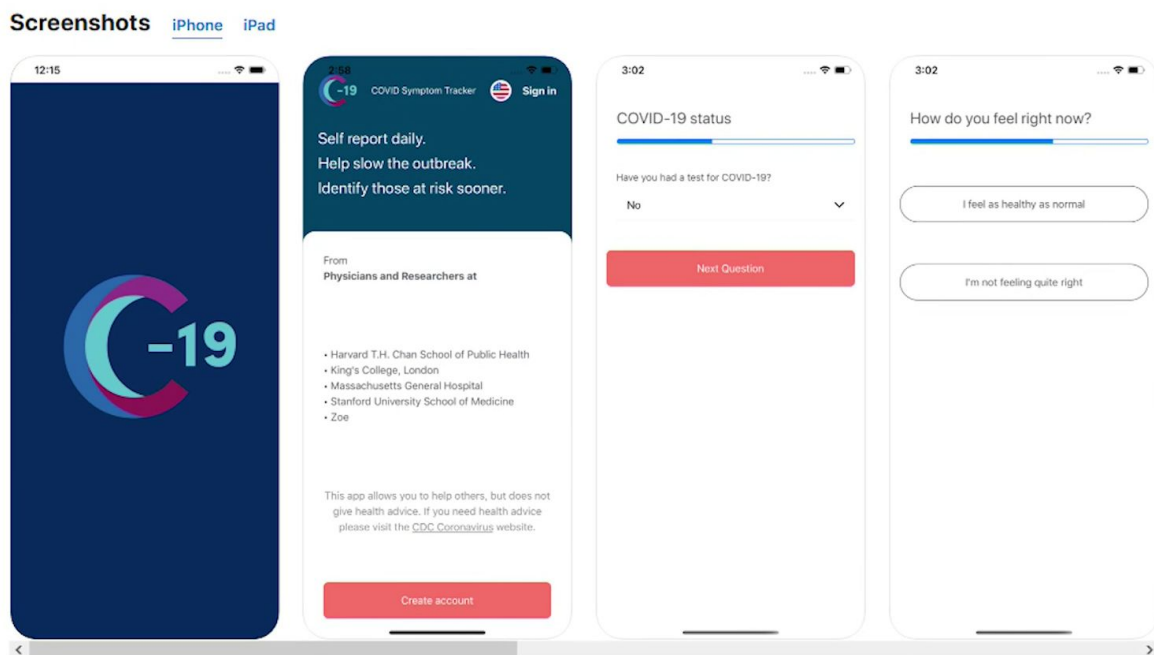 Screenshots iPhone iPad
12:15
-19
2:58
-19 COVID Symptom Tracker Sign in
Self report daily.
Help slow the outbreak.
Identify those at risk sooner.
From
Physicians and Researchers at
• Harvard T.H. Chan School of Public Health
• King's College, London
• Massachusetts General Hospital
• Stanford University School of Medicine
• Zoe
This app allows you to help others, but does not
give health advice. If you need health advice
please visit the CDC Coronavirus website.
Create account
3:02
COVID-19 status
Have you had a test for COVID-19?
No
Next Question
3:02
How do you feel right now?
I feel as healthy as normal
I'm not feeling quite right